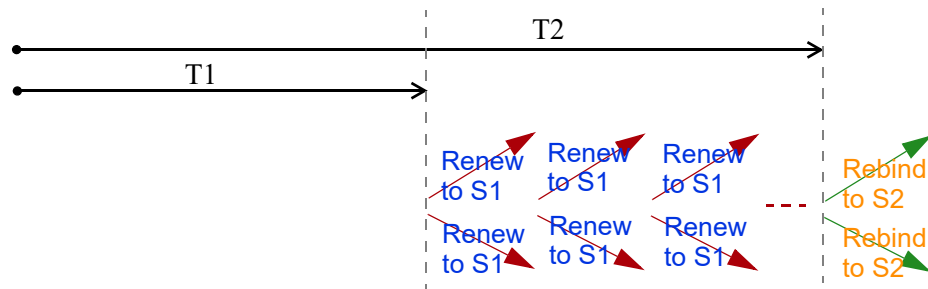 T2
T1
Renew
to S1
Renew
to S1
Renew
to S1
Rebind
to S2
Renew
to S1
Renew
to S1
Renew
to S1
Rebind
to S2